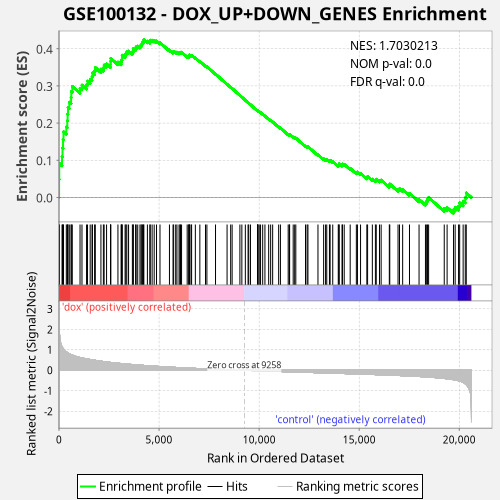 GSE100132 - DOX_UP+DOWN_GENES Enrichment
NES: 1.7030213
NOM p-val: 0.0
FDR q-val: 0.0
Enrichment score (ES)
0.4
0.3
0.2
0.1
0.0
'dox' (positively correlated)
Zero cross at 9258
'control' (negatively correlated)
Ranked list metric (Signal2Noise)
3
2
1
0
-1
-2
0
5,000
10,000
15,000
20,000
Rank in Ordered Dataset
Enrichment profile
Hits
Ranking metric scores